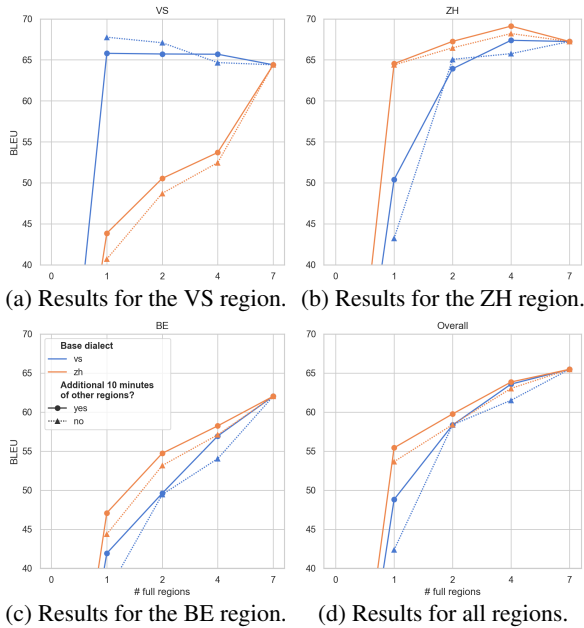 VS
70
65
60
55
50
45
40
BLEU
0 1 2 4 7
(a) Results for the VS region.
ZH
70
65
60
55
50
45
40
0 1 2 4 7
(b) Results for the ZH region.
BE
70
65
60
55
50
45
40
BLEU
Base dialect
vs
zh
Additional 10 minutes
of other regions?
yes
no
0 1 2 4 7
# full regions
(c) Results for the BE region.
Overall
70
65
60
55
50
45
40
0 1 2 4 7
# full regions
(d) Results for all regions.